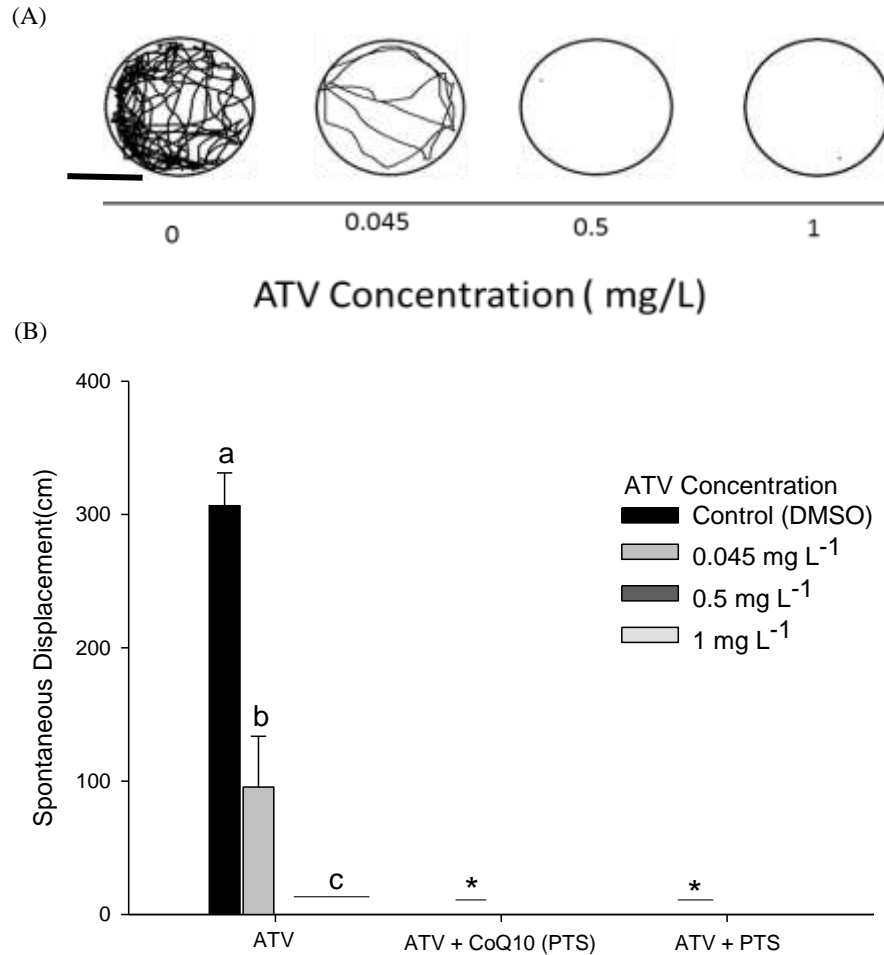 (A)
0 0.045 0.5 1
ATV Concentration ( mg/L)
(B)
400
300
200
100
0
Spontaneous Displacement(cm)
a
b
c
*
*
ATV Concentration
Control (DMSO)
0.045 mg L-1
0.5 mg L-1
1 mg L-1
ATV ATV + CoQ10 (PTS) ATV + PTS